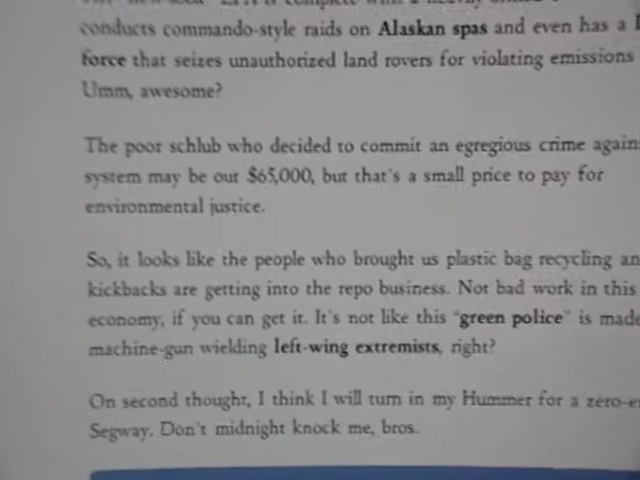 conducts commando-style raids on Alaskan spas and even has a
force that seizes unauthorized land rovers for violating emissions
Umm, awesome?
The poor schlub who decided to commit an egregious crime again
system may be out $65,000, but that's a small price to pay for
environmental justice.
So, it looks like the people who brought us plastic bag recycling an
kickbacks are getting into the repo business. Not bad work in this
economy, if you can get it. It's not like this "green police" is made
machine-gun wielding left-wing extremists, right?
On second thought, I think I will turn in my Hummer for a zero-e
Segway. Don't midnight knock me, bros.